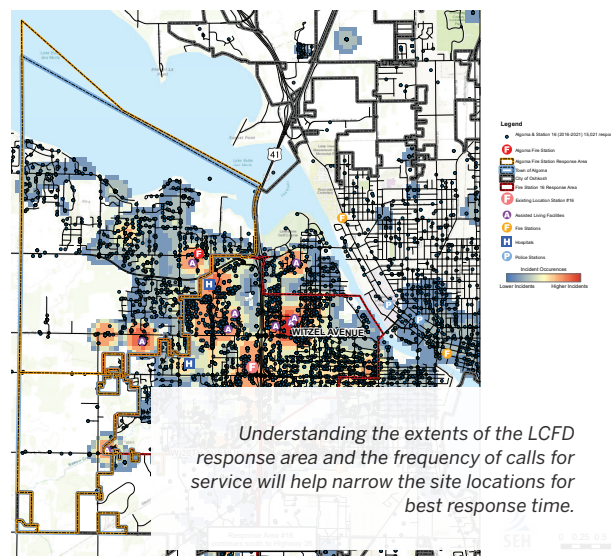 41
WITZEL AVENUE
Legend
Algoma & Station 16 (2016-2021) 15,021 respo
F Algoma Fire Station
Algoma Fire Station Response Area
Town of Algoma
City of Oshkosh
Fire Station 16 Response Area
F Existing Location Station #16
A Assisted Living Facilities
F Fire Stations
H Hospitals
P Police Stations
Incident Occurences
Lower Incidents Higher Incidents
Understanding the extents of the LCFD
response area and the frequency of calls for
service will help narrow the site locations for
best response time.
SEH